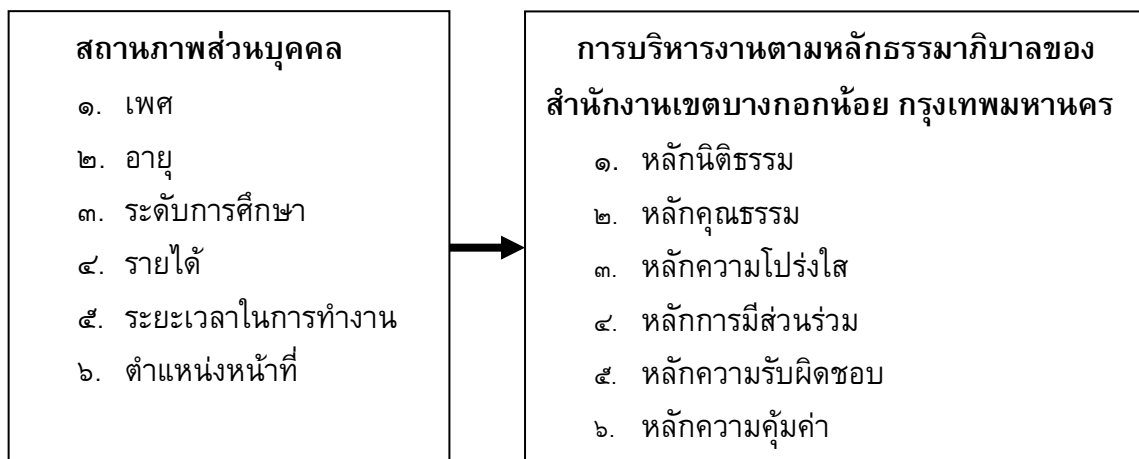 สถานภาพส่วนบุคคล
๑. เพศ
๒. อายุ
๓. ระดับการศึกษา
๔. รายได้
๕. ระยะเวลาในการทำงาน
๖. ตำแหน่งหน้าที่
การบริหารงานตามหลักธรรมาภิบาลของ
สำนักงานเขตบางกอกน้อย กรุงเทพมหานคร
๑. หลักนิติธรรม
๒. หลักคุณธรรม
๓. หลักความโปร่งใส
๔. หลักการมีส่วนร่วม
๕. หลักความรับผิดชอบ
๖. หลักความคุ้มค่า